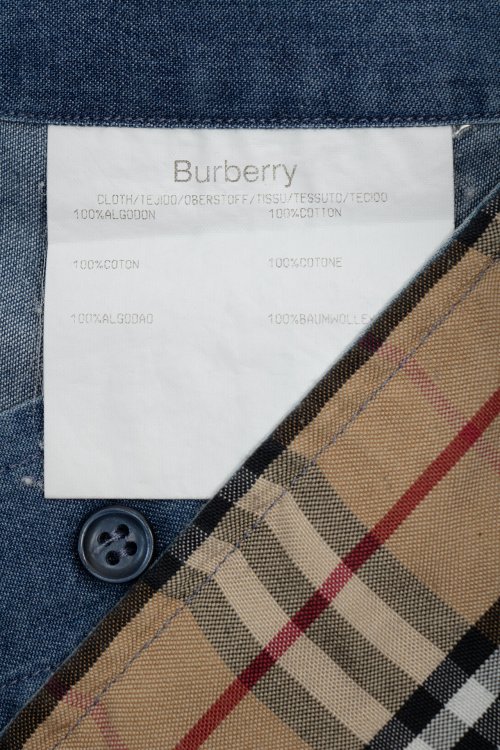 Burberry
CLOTH/TEJIDO/OBERSTOFF/TISSU/TESSUTO/TECIDO
100%ALGODON 100%COTTON
100%COTON 100%COTONE
100%ALGODAO 100%BAUMWOLLE